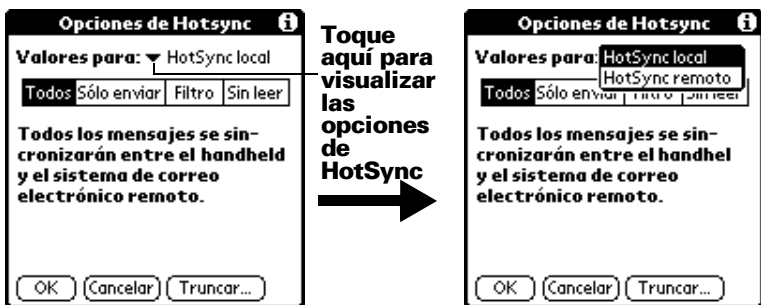 Opciones de Hotsync
Valores para: HotSync local
Todos Sólo enviar Filtro Sin leer
Todos los mensajes se sin-
cronizarán entre el handheld
y el sistema de correo
electrónico remoto.
OK Cancelar Truncar...
Toque
aquí para
visualizar
las
opciones
de
HotSync
Opciones de Hotsync
Valores para: HotSync local
HotSync remoto
Todos Sólo enviar Filtro Sin leer
Todos los mensajes se sin-
cronizarán entre el handhel
y el sistema de correo
electrónico remoto.
OK Cancelar Truncar...